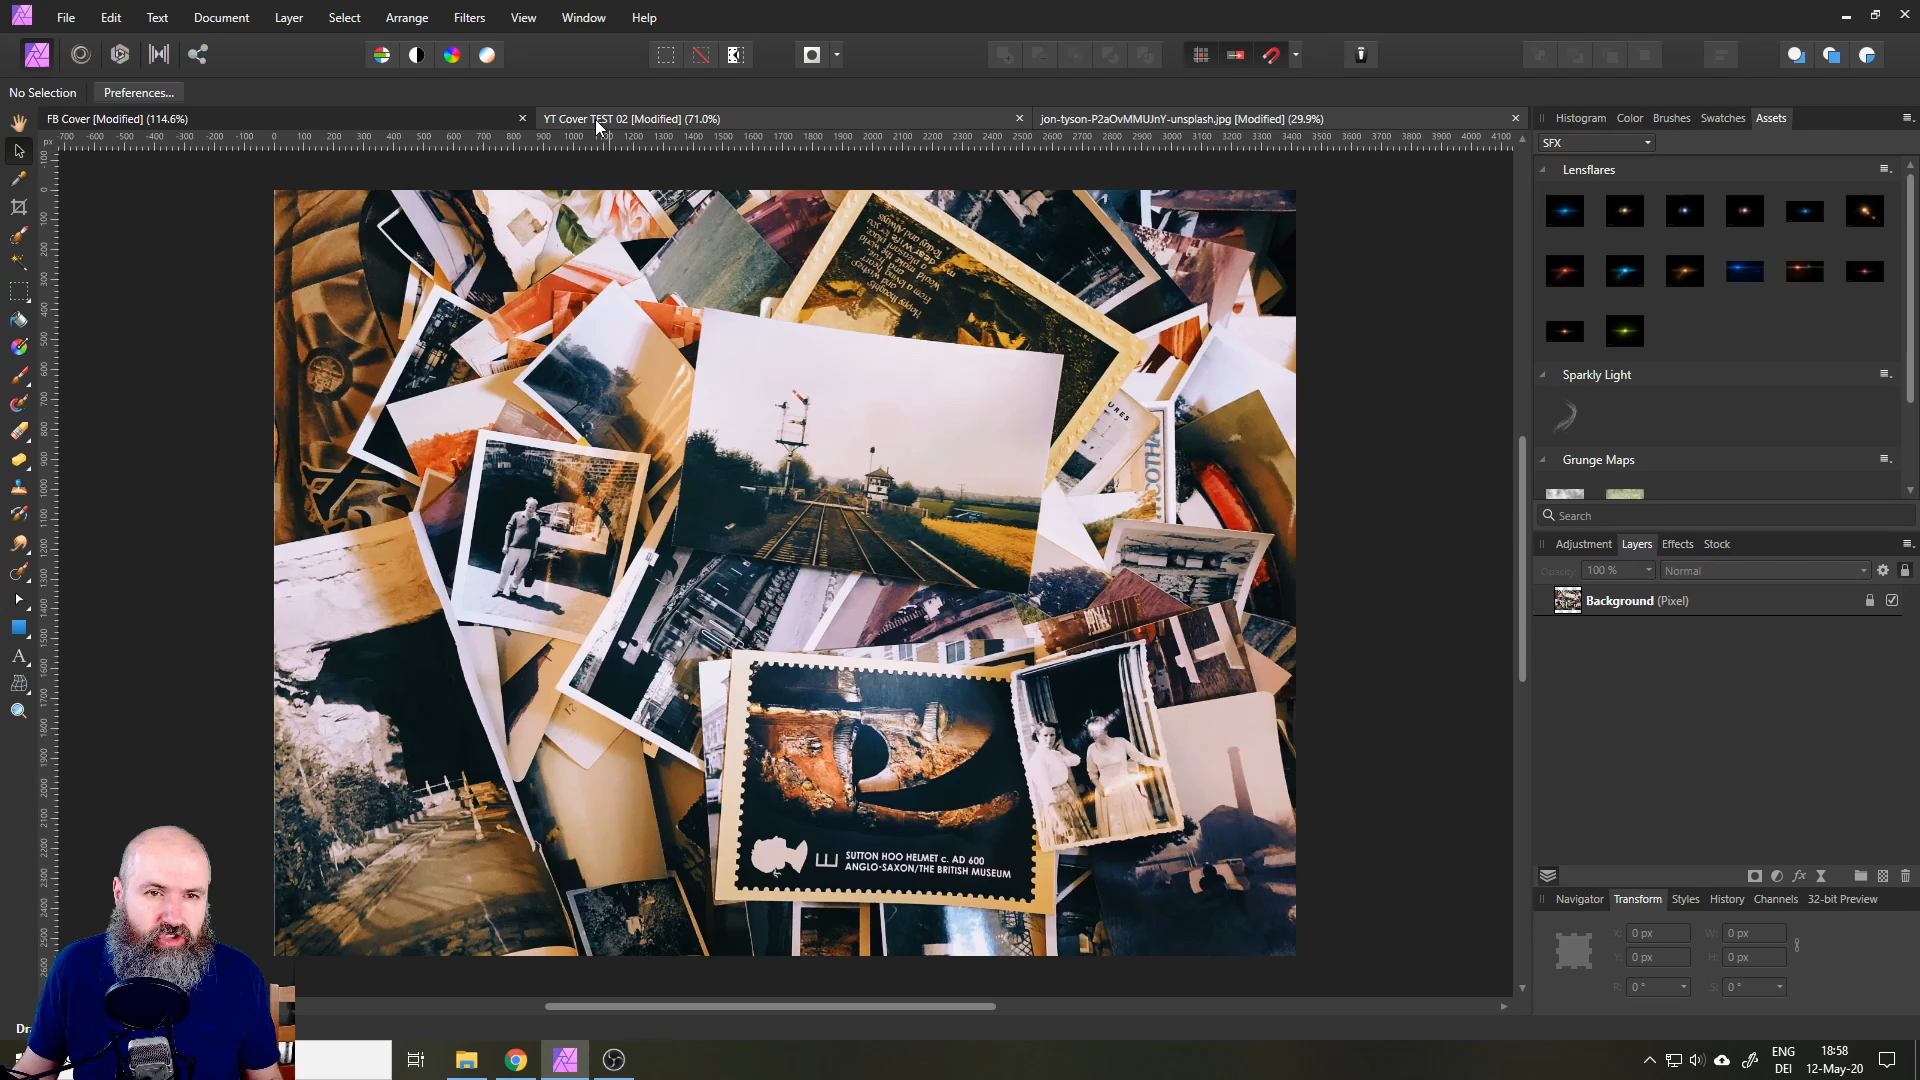 File Edit Text Document Layer Select Arrange Filters View Window Help
No Selection Preferences...
FB Cover [Modified] (114.6%)
YT Cover TEST 02 [Modified] (71.0%)
jon-tyson-P2aOvMMUJnY-unsplash.jpg [Modified] (29.9%)
Histogram Color Brushes Swatches Assets
SFX
Lensflares
Sparkly Light
Grunge Maps
Search
Adjustment Layers Effects Stock
Opacity: 100 % Normal
Background (Pixel)
Navigator Transform Styles History Channels 32-bit Preview
X: 0 px W: 0 px
Y: 0 px H: 0 px
R: 0 ° S: 0 °
SUTTON HOO HELMET c. AD 600
ANGLO-SAXON/THE BRITISH MUSEUM
ENG 18:58
DEI 12-May-20